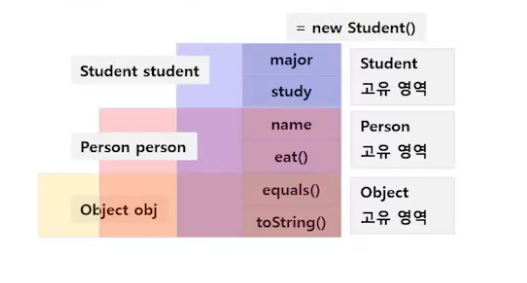 = new Student()
Student student
major
study
Student
고유 영역
Person person
name
eat()
Person
고유 영역
Object obj
equals()
toString()
Object
고유 영역